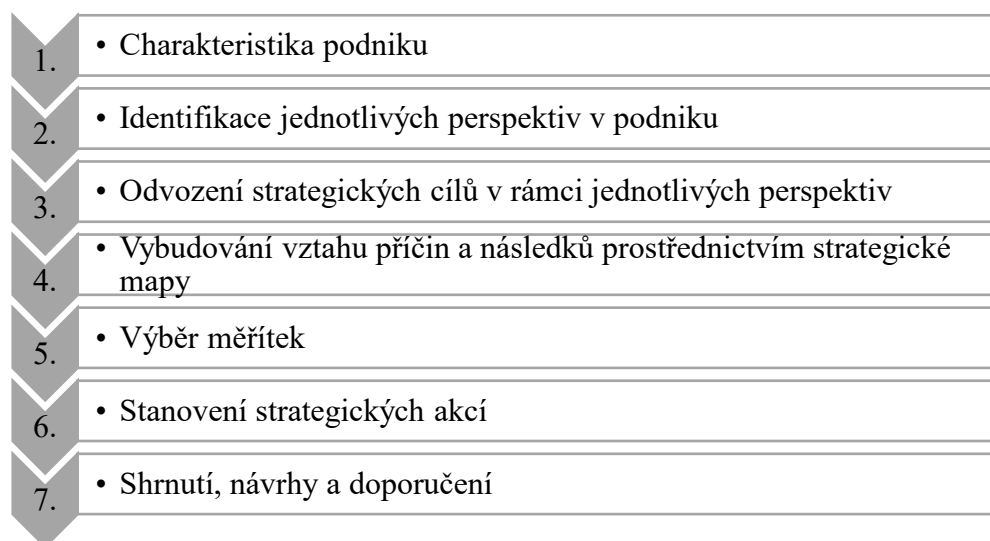 1. • Charakteristika podniku
2. • Identifikace jednotlivých perspektiv v podniku
3. • Odvození strategických cílů v rámci jednotlivých perspektiv
4. • Vybudování vztahu příčin a následků prostřednictvím strategické
mapy
5. • Výběr měřítek
6. • Stanovení strategických akcí
7. • Shrnutí, návrhy a doporučení